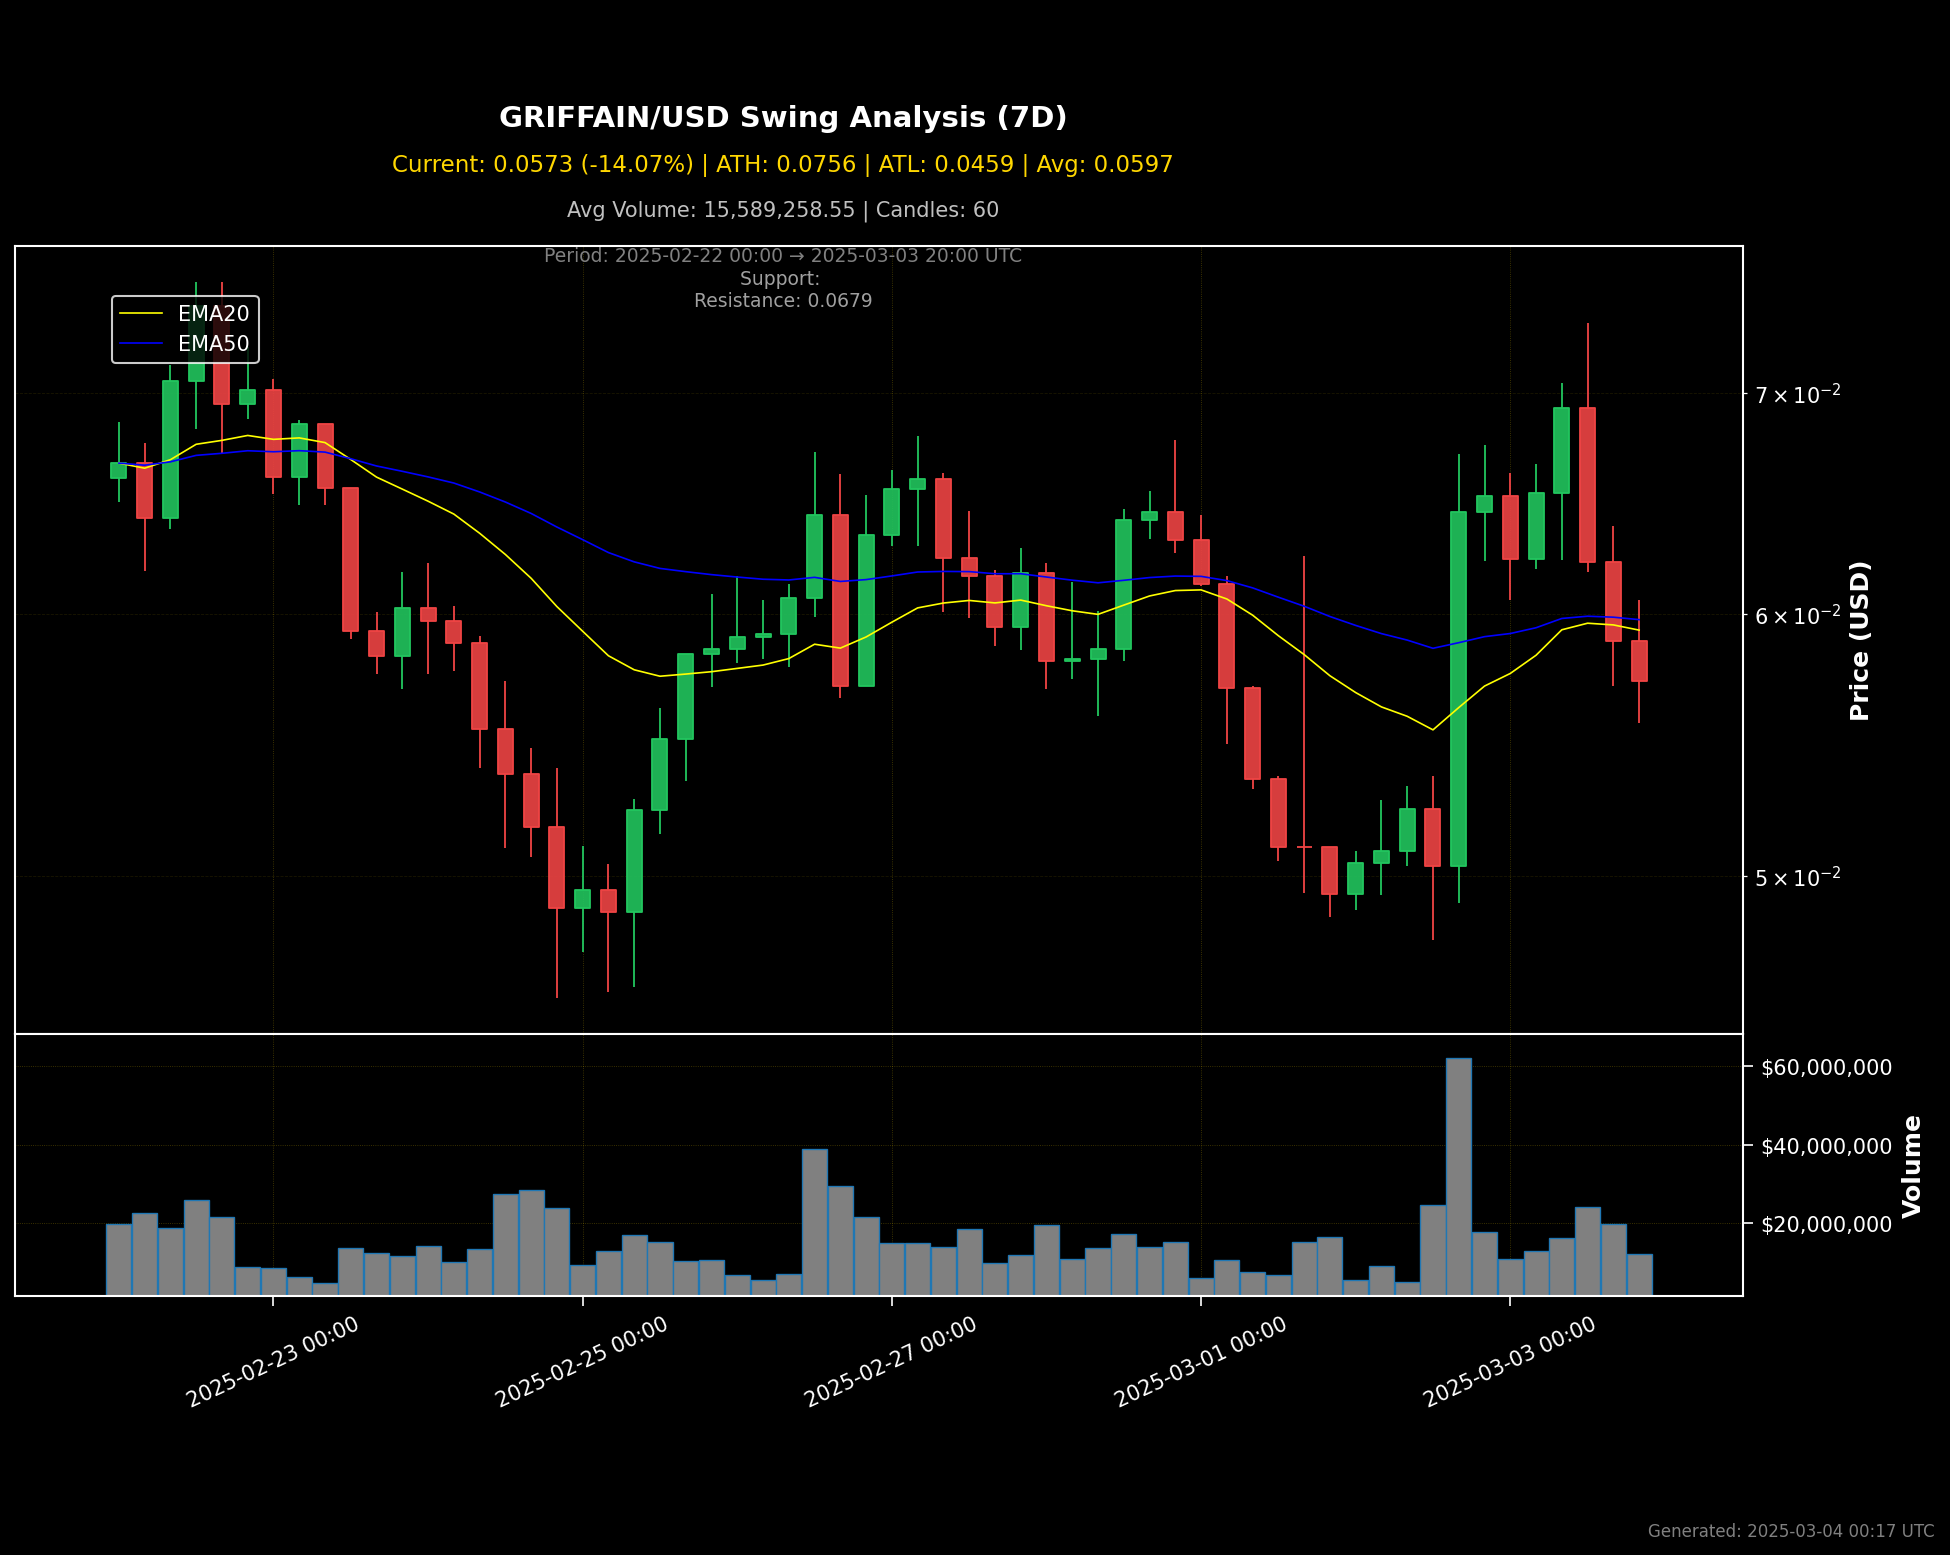 GRIFFAIN/USD Swing Analysis (7D)
Current: 0.0573 (-14.07%) | ATH: 0.0756 | ATL: 0.0459 | Avg: 0.0597
Avg Volume: 15,589,258.55 | Candles: 60
Period: 2025-02-22 00:00 → 2025-03-03 20:00 UTC
Support:
Resistance: 0.0679
EMA20
EMA50
7 × 10⁻²
6 × 10⁻²
5 × 10⁻²
Price (USD)
$60,000,000
$40,000,000
$20,000,000
Volume
2025-02-23 00:00
2025-02-25 00:00
2025-02-27 00:00
2025-03-01 00:00
2025-03-03 00:00
Generated: 2025-03-04 00:17 UTC